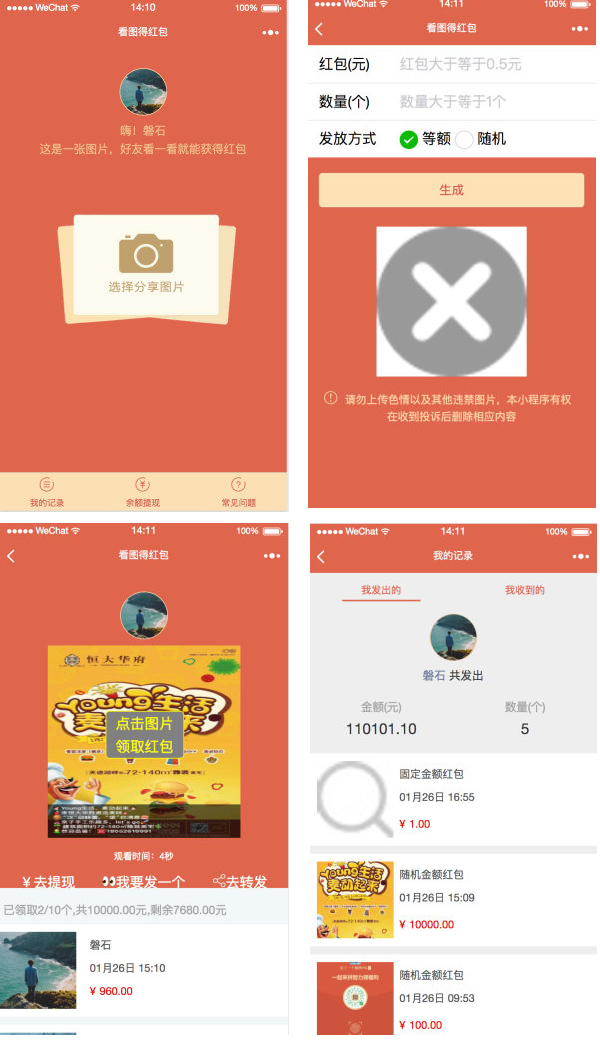 WeChat 14:10 100%
看图得红包
嗨！磐石
这是一张图片，好友看一看就能获得红包
选择分享图片
我的记录 余额提现 常见问题
WeChat 14:11 100%
看图得红包
红包(元) 红包大于等于0.5元
数量(个) 数量大于等于1个
发放方式 等额 随机
生成
请勿上传色情以及其他违禁图片，本小程序有权
在收到投诉后删除相应内容
WeChat 14:11 100%
看图得红包
恒大华府
Young生活
点击图片
领取红包
72-140㎡
观看时间：4秒
¥去提现 👀我要发一个 去转发
已领取2/10个,共10000.00元,剩余7680.00元
磐石
01月26日 15:10
¥ 960.00
WeChat 14:11 100%
我的记录
我发出的 我收到的
磐石 共发出
金额(元) 数量(个)
110101.10 5
固定金额红包
01月26日 16:55
¥ 1.00
Young生活
美动起来
随机金额红包
01月26日 15:09
¥ 10000.00
随机金额红包
01月26日 09:53
¥ 100.00